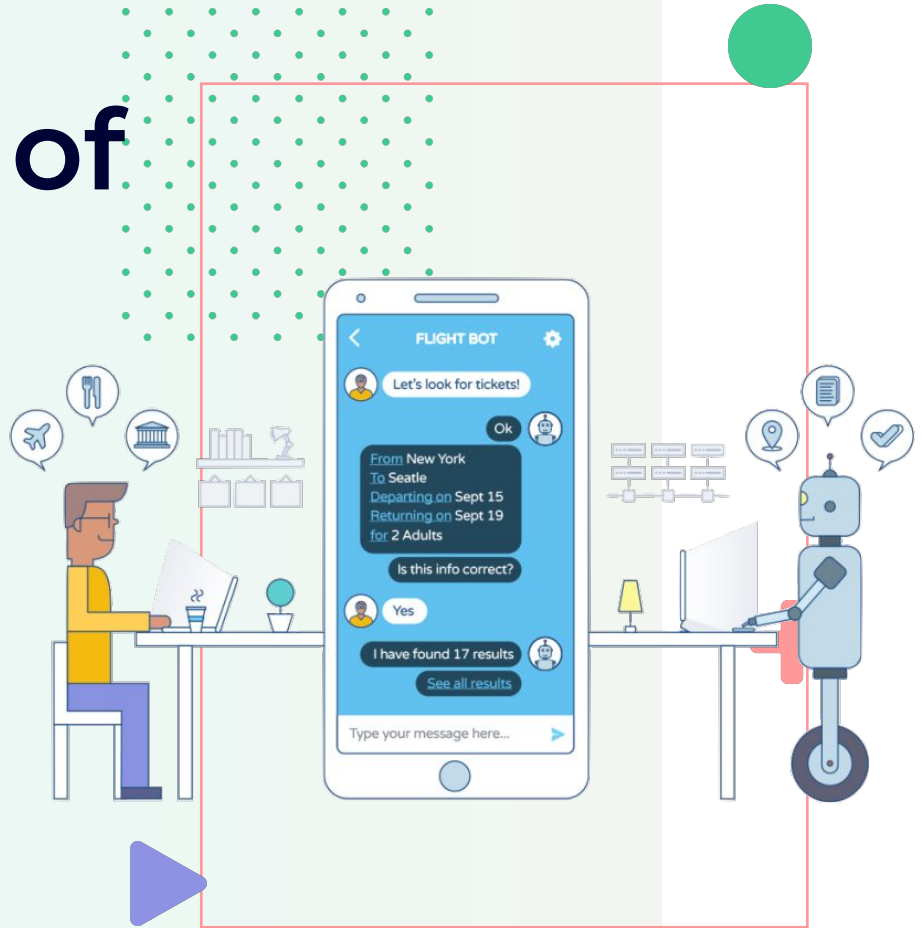 of
FLIGHT BOT
Let's look for tickets!
Ok
From New York
To Seatle
Departing on Sept 15
Returning on Sept 19
for 2 Adults
Is this info correct?
Yes
I have found 17 results
See all results
Type your message here...